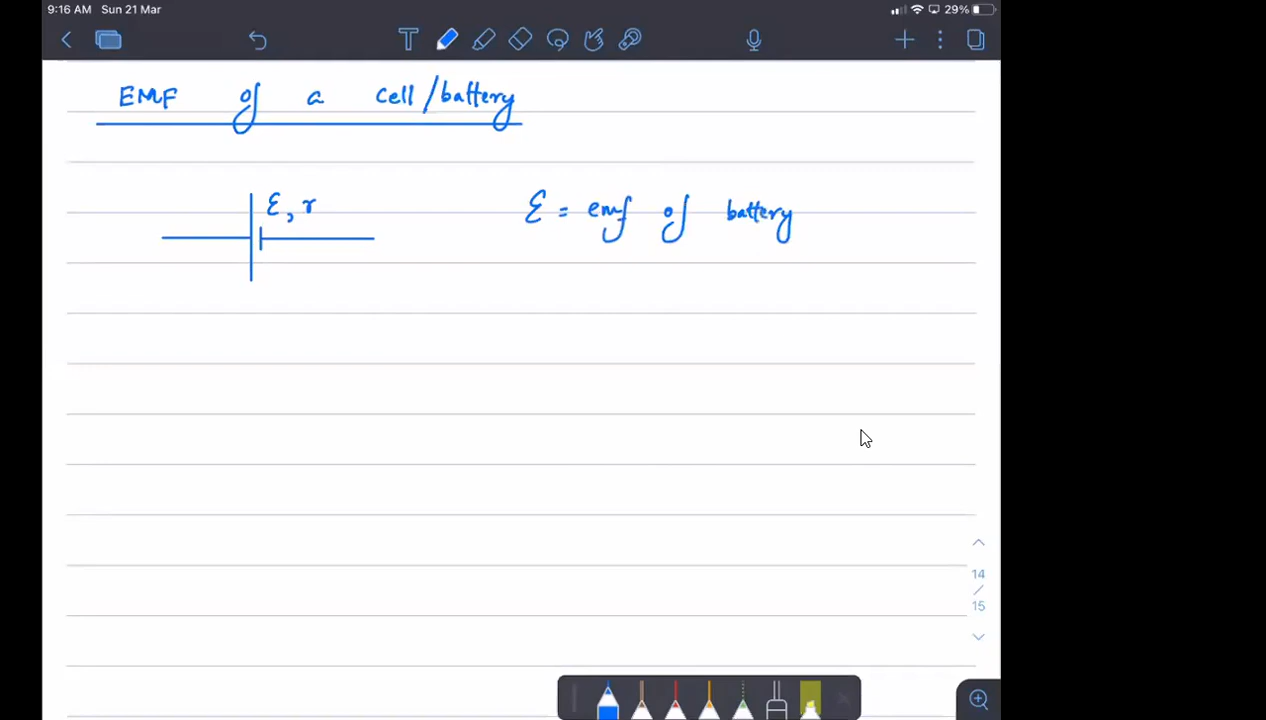 9:16 AM Sun 21 Mar
29%
T
EMF of a cell/battery
ε, r
ε = emf of battery
14
/
15